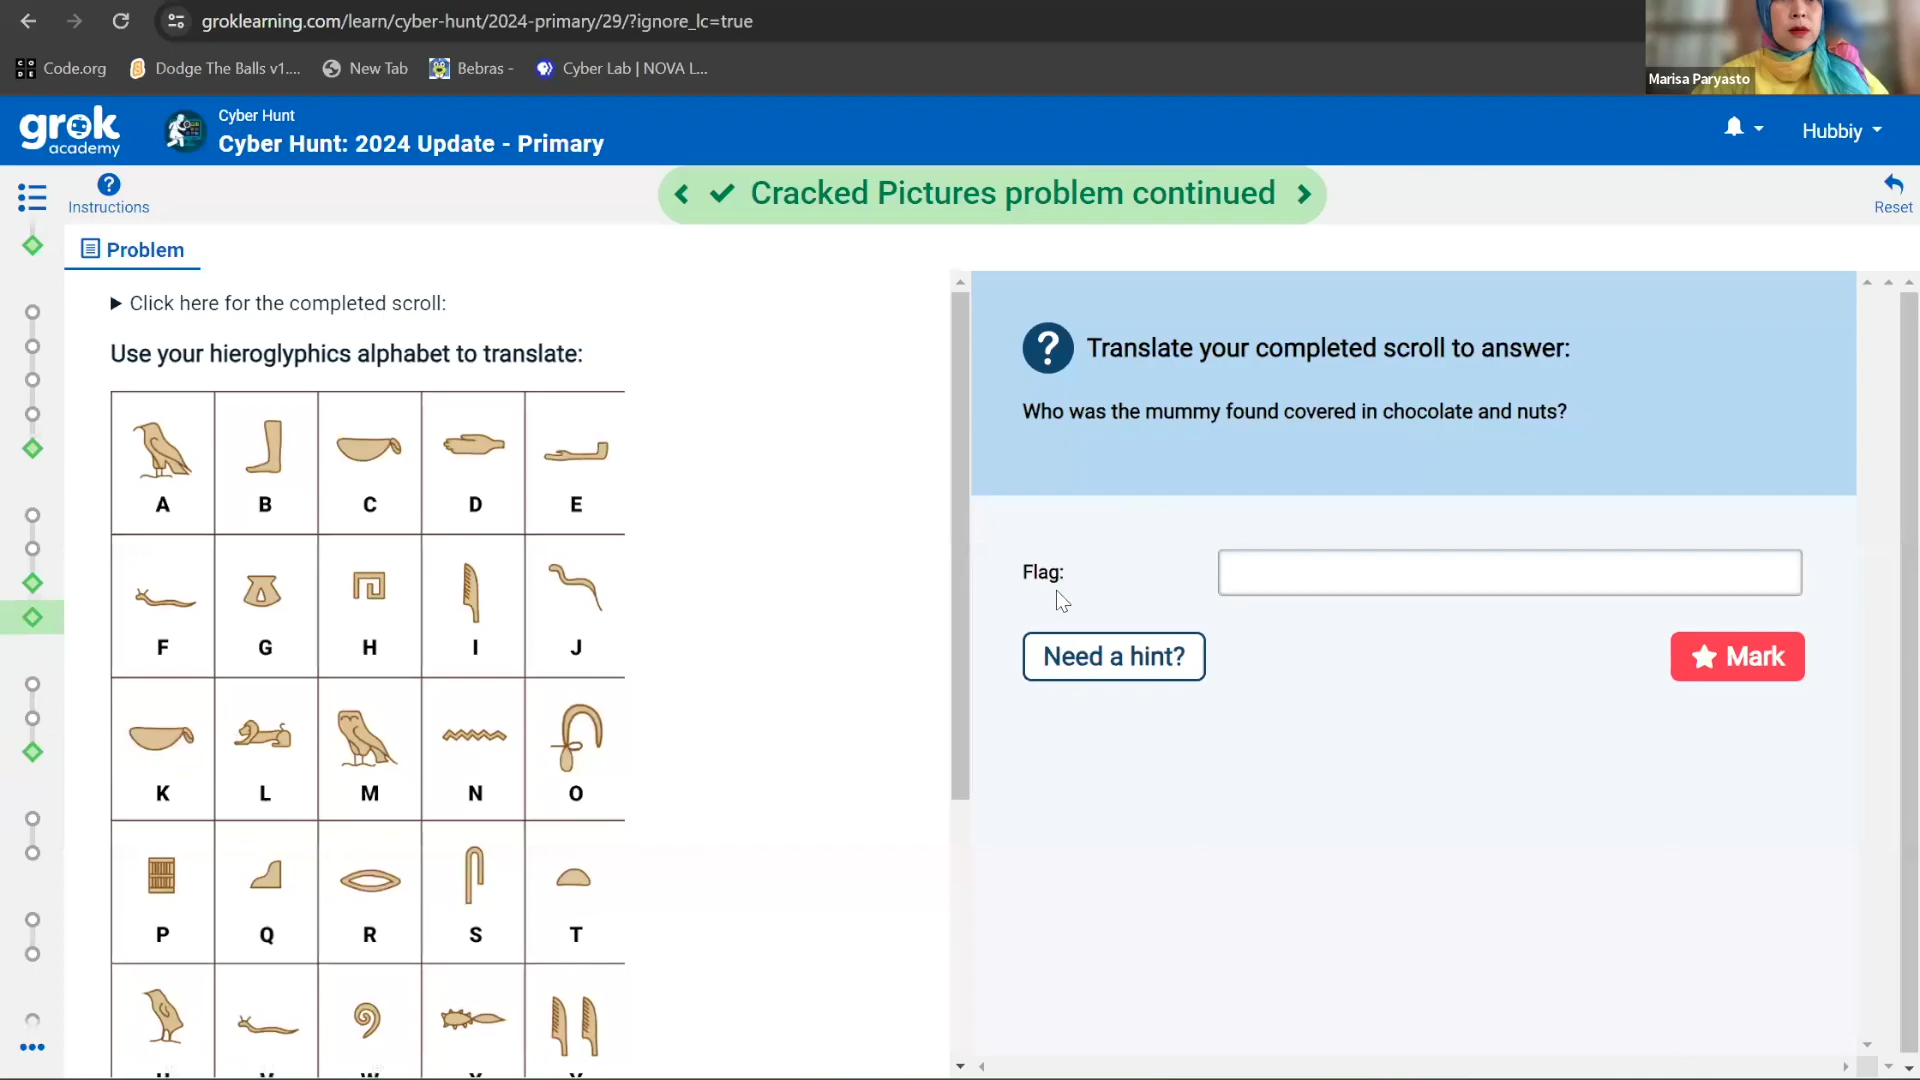 groklearning.com/learn/cyber-hunt/2024-primary/29/?ignore_lc=true
Code.org Dodge The Balls v1.... New Tab Bebras - Cyber Lab | NOVA L...
Marisa Paryasto
grok academy
Cyber Hunt
Cyber Hunt: 2024 Update - Primary
Hubbiy
Instructions
Cracked Pictures problem continued
Reset
Problem
Click here for the completed scroll:
Use your hieroglyphics alphabet to translate:
A B C D E
F G H I J
K L M N O
P Q R S T
Translate your completed scroll to answer:
Who was the mummy found covered in chocolate and nuts?
Flag:
Need a hint?
Mark